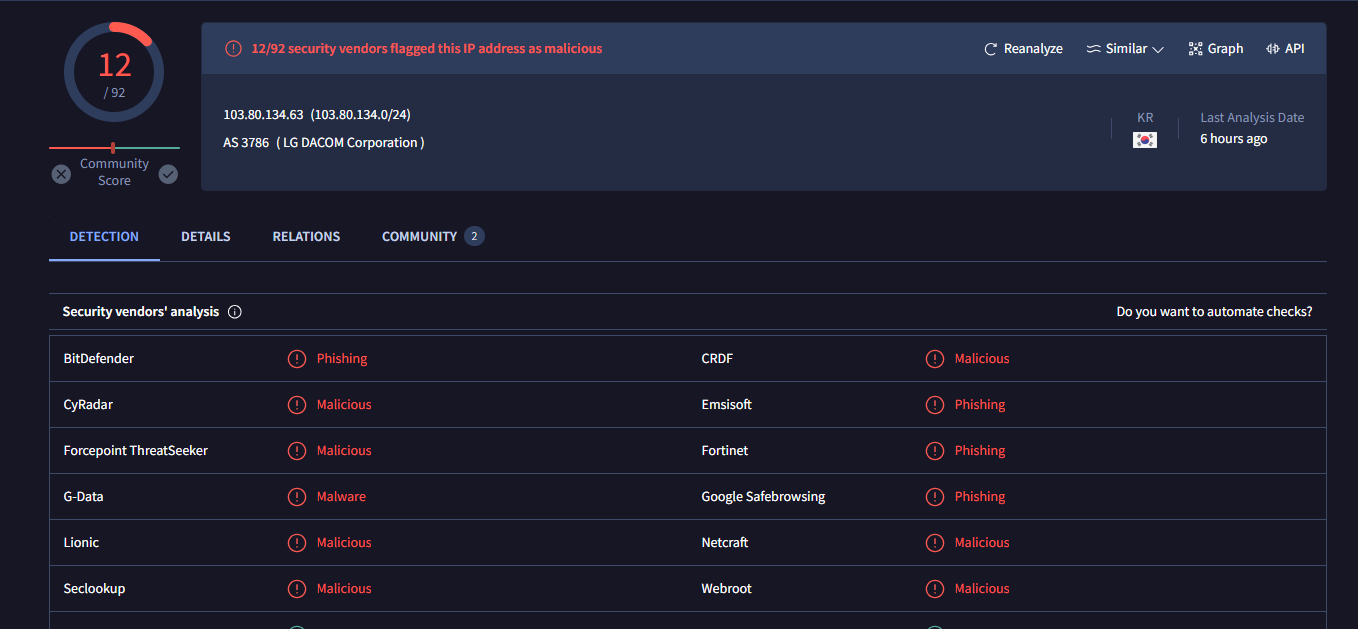 12
/ 92
Community
Score
12/92 security vendors flagged this IP address as malicious
Reanalyze Similar Graph API
103.80.134.63 (103.80.134.0/24)
AS 3786 ( LG DACOM Corporation )
KR
Last Analysis Date
6 hours ago
DETECTION DETAILS RELATIONS COMMUNITY 2
Security vendors' analysis Do you want to automate checks?
BitDefender Phishing CRDF Malicious
CyRadar Malicious Emsisoft Phishing
Forcepoint ThreatSeeker Malicious Fortinet Phishing
G-Data Malware Google Safebrowsing Phishing
Lionic Malicious Netcraft Malicious
Seclookup Malicious Webroot Malicious